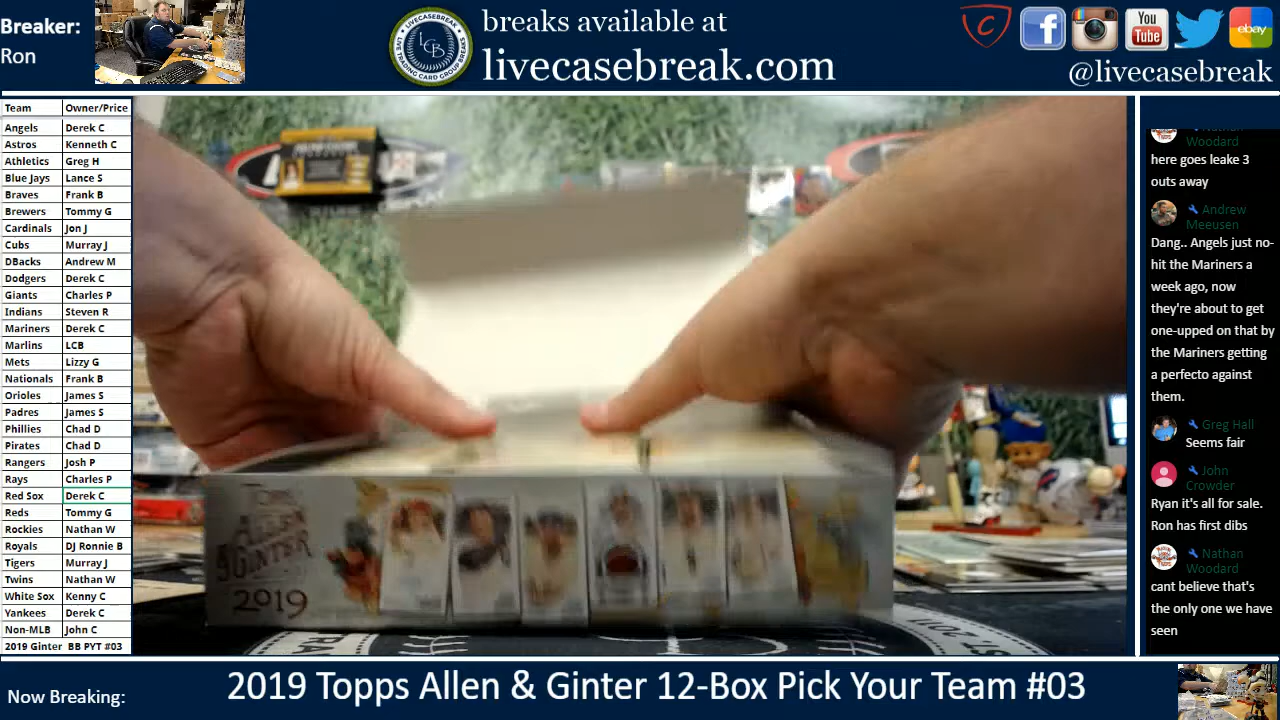 Breaker:
Ron
LCB
breaks available at
livecasebreak.com
You
Tube
ebay
@livecasebreak
Team Owner/Price
Angels Derek C
Astros Kenneth C
Athletics Greg H
Blue Jays Lance S
Braves Frank B
Brewers Tommy G
Cardinals Jon J
Cubs Murray J
DBacks Andrew M
Dodgers Derek C
Giants Charles P
Indians Steven R
Mariners Derek C
Marlins LCB
Mets Lizzy G
Nationals Frank B
Orioles James S
Padres James S
Phillies Chad D
Pirates Chad D
Rangers Josh P
Rays Charles P
Red Sox Derek C
Reds Tommy G
Rockies Nathan W
Royals DJ Ronnie B
Tigers Murray J
Twins Nathan W
White Sox Kenny C
Yankees Derek C
Non-MLB John C
2019 Ginter BB PYT #03
GINTER
2019
Nathan
Woodard
here goes leake 3
outs away
Andrew
Meeusen
Dang.. Angels just no-
hit the Mariners a
week ago, now
they're about to get
one-upped on that by
the Mariners getting
a perfecto against
them.
Greg Hall
Seems fair
John
Crowder
Ryan it's all for sale.
Ron has first dibs
Nathan
Woodard
cant believe that's
the only one we have
seen
Now Breaking:
2019 Topps Allen & Ginter 12-Box Pick Your Team #03